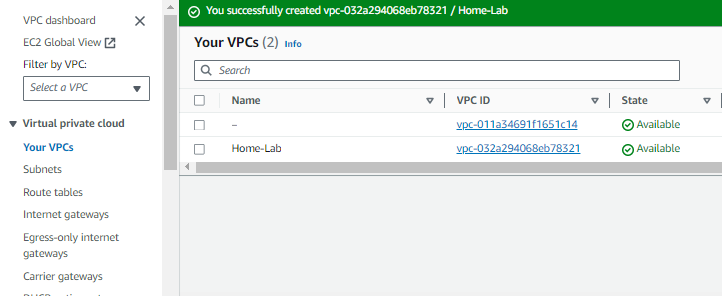 VPC dashboard
EC2 Global View
Filter by VPC:
Select a VPC
Virtual private cloud
Your VPCs
Subnets
Route tables
Internet gateways
Egress-only internet
gateways
Carrier gateways
You successfully created vpc-032a294068eb78321 / Home-Lab
Your VPCs (2) Info
Search
Name VPC ID State
– vpc-011a34691f1651c14 Available
Home-Lab vpc-032a294068eb78321 Available